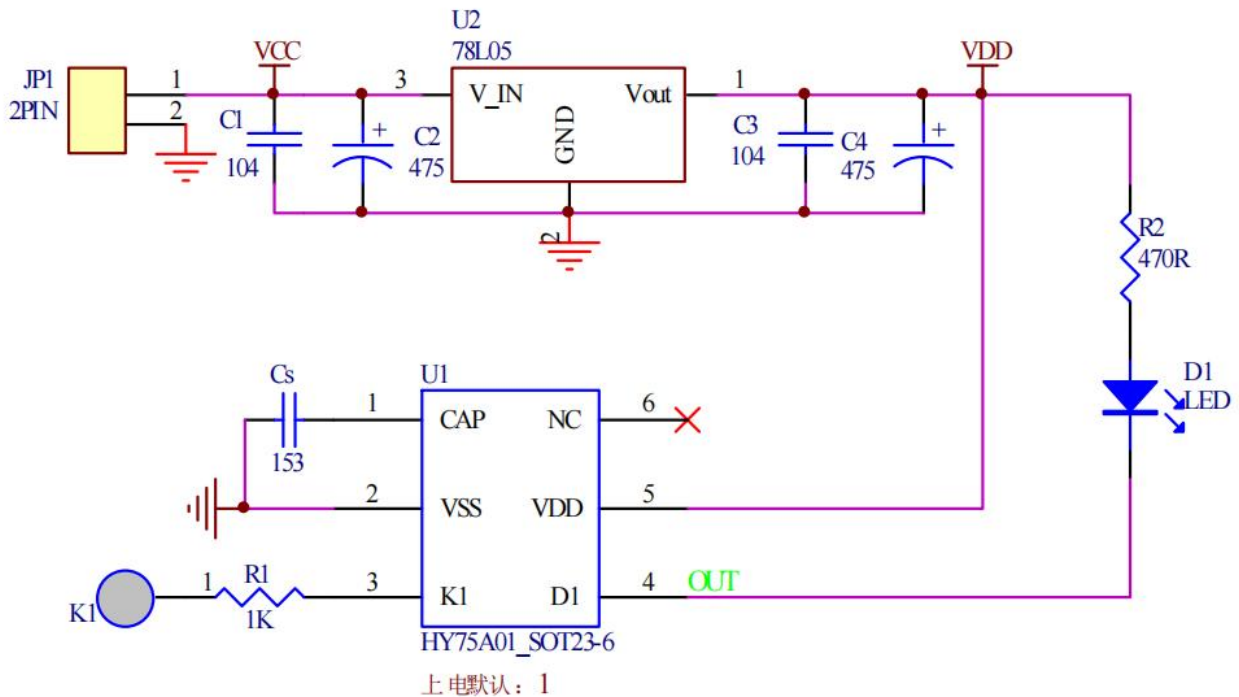 JP1
2PIN
1
2
VCC
C1
104
C2
475
3
U2
78L05
V_IN
Vout
GND
2
1
C3
104
C4
475
VDD
R2
470R
D1
LED
Cs
153
U1
1
CAP
NC
6
2
VSS
VDD
5
K1
1
R1
1K
3
K1
D1
4
OUT
HY75A01_SOT23-6
上电默认：1